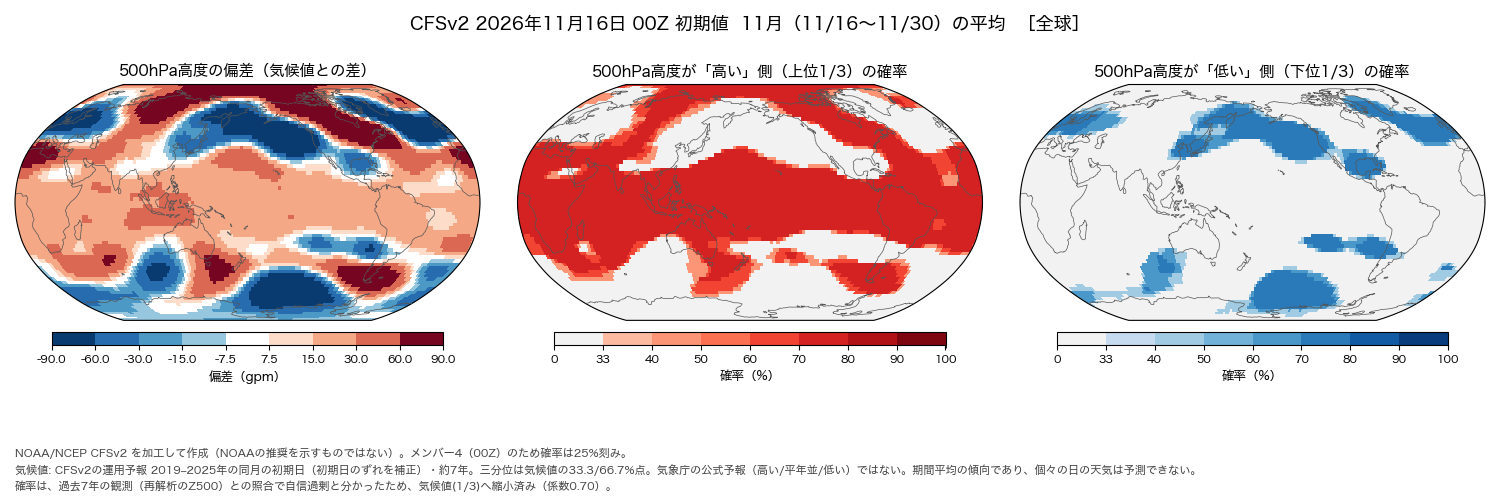 CFSv2 2026年11月16日 00Z 初期値 11月（11/16～11/30）の平均 ［全球］
500hPa高度の偏差（気候値との差）
500hPa高度が「高い」側（上位1/3）の確率
500hPa高度が「低い」側（下位1/3）の確率
-90.0 -60.0 -30.0 -15.0 -7.5 7.5 15.0 30.0 60.0 90.0
偏差（gpm）
0 33 40 50 60 70 80 90 100
確率（%）
0 33 40 50 60 70 80 90 100
確率（%）
NOAA/NCEP CFSv2 を加工して作成（NOAAの推奨を示すものではない）。メンバー4（00Z）のため確率は25%刻み。
気候値: CFSv2の運用予報 2019–2025年の同月の初期日（初期日のずれを補正）・約7年。三分位は気候値の33.3/66.7%点。気象庁の公式予報（高い/平年並/低い）ではない。期間平均の傾向であり、個々の日の天気は予測できない。
確率は、過去7年の観測（再解析のZ500）との照合で自信過剰と分かったため、気候値(1/3)へ縮小済み（係数0.70）。